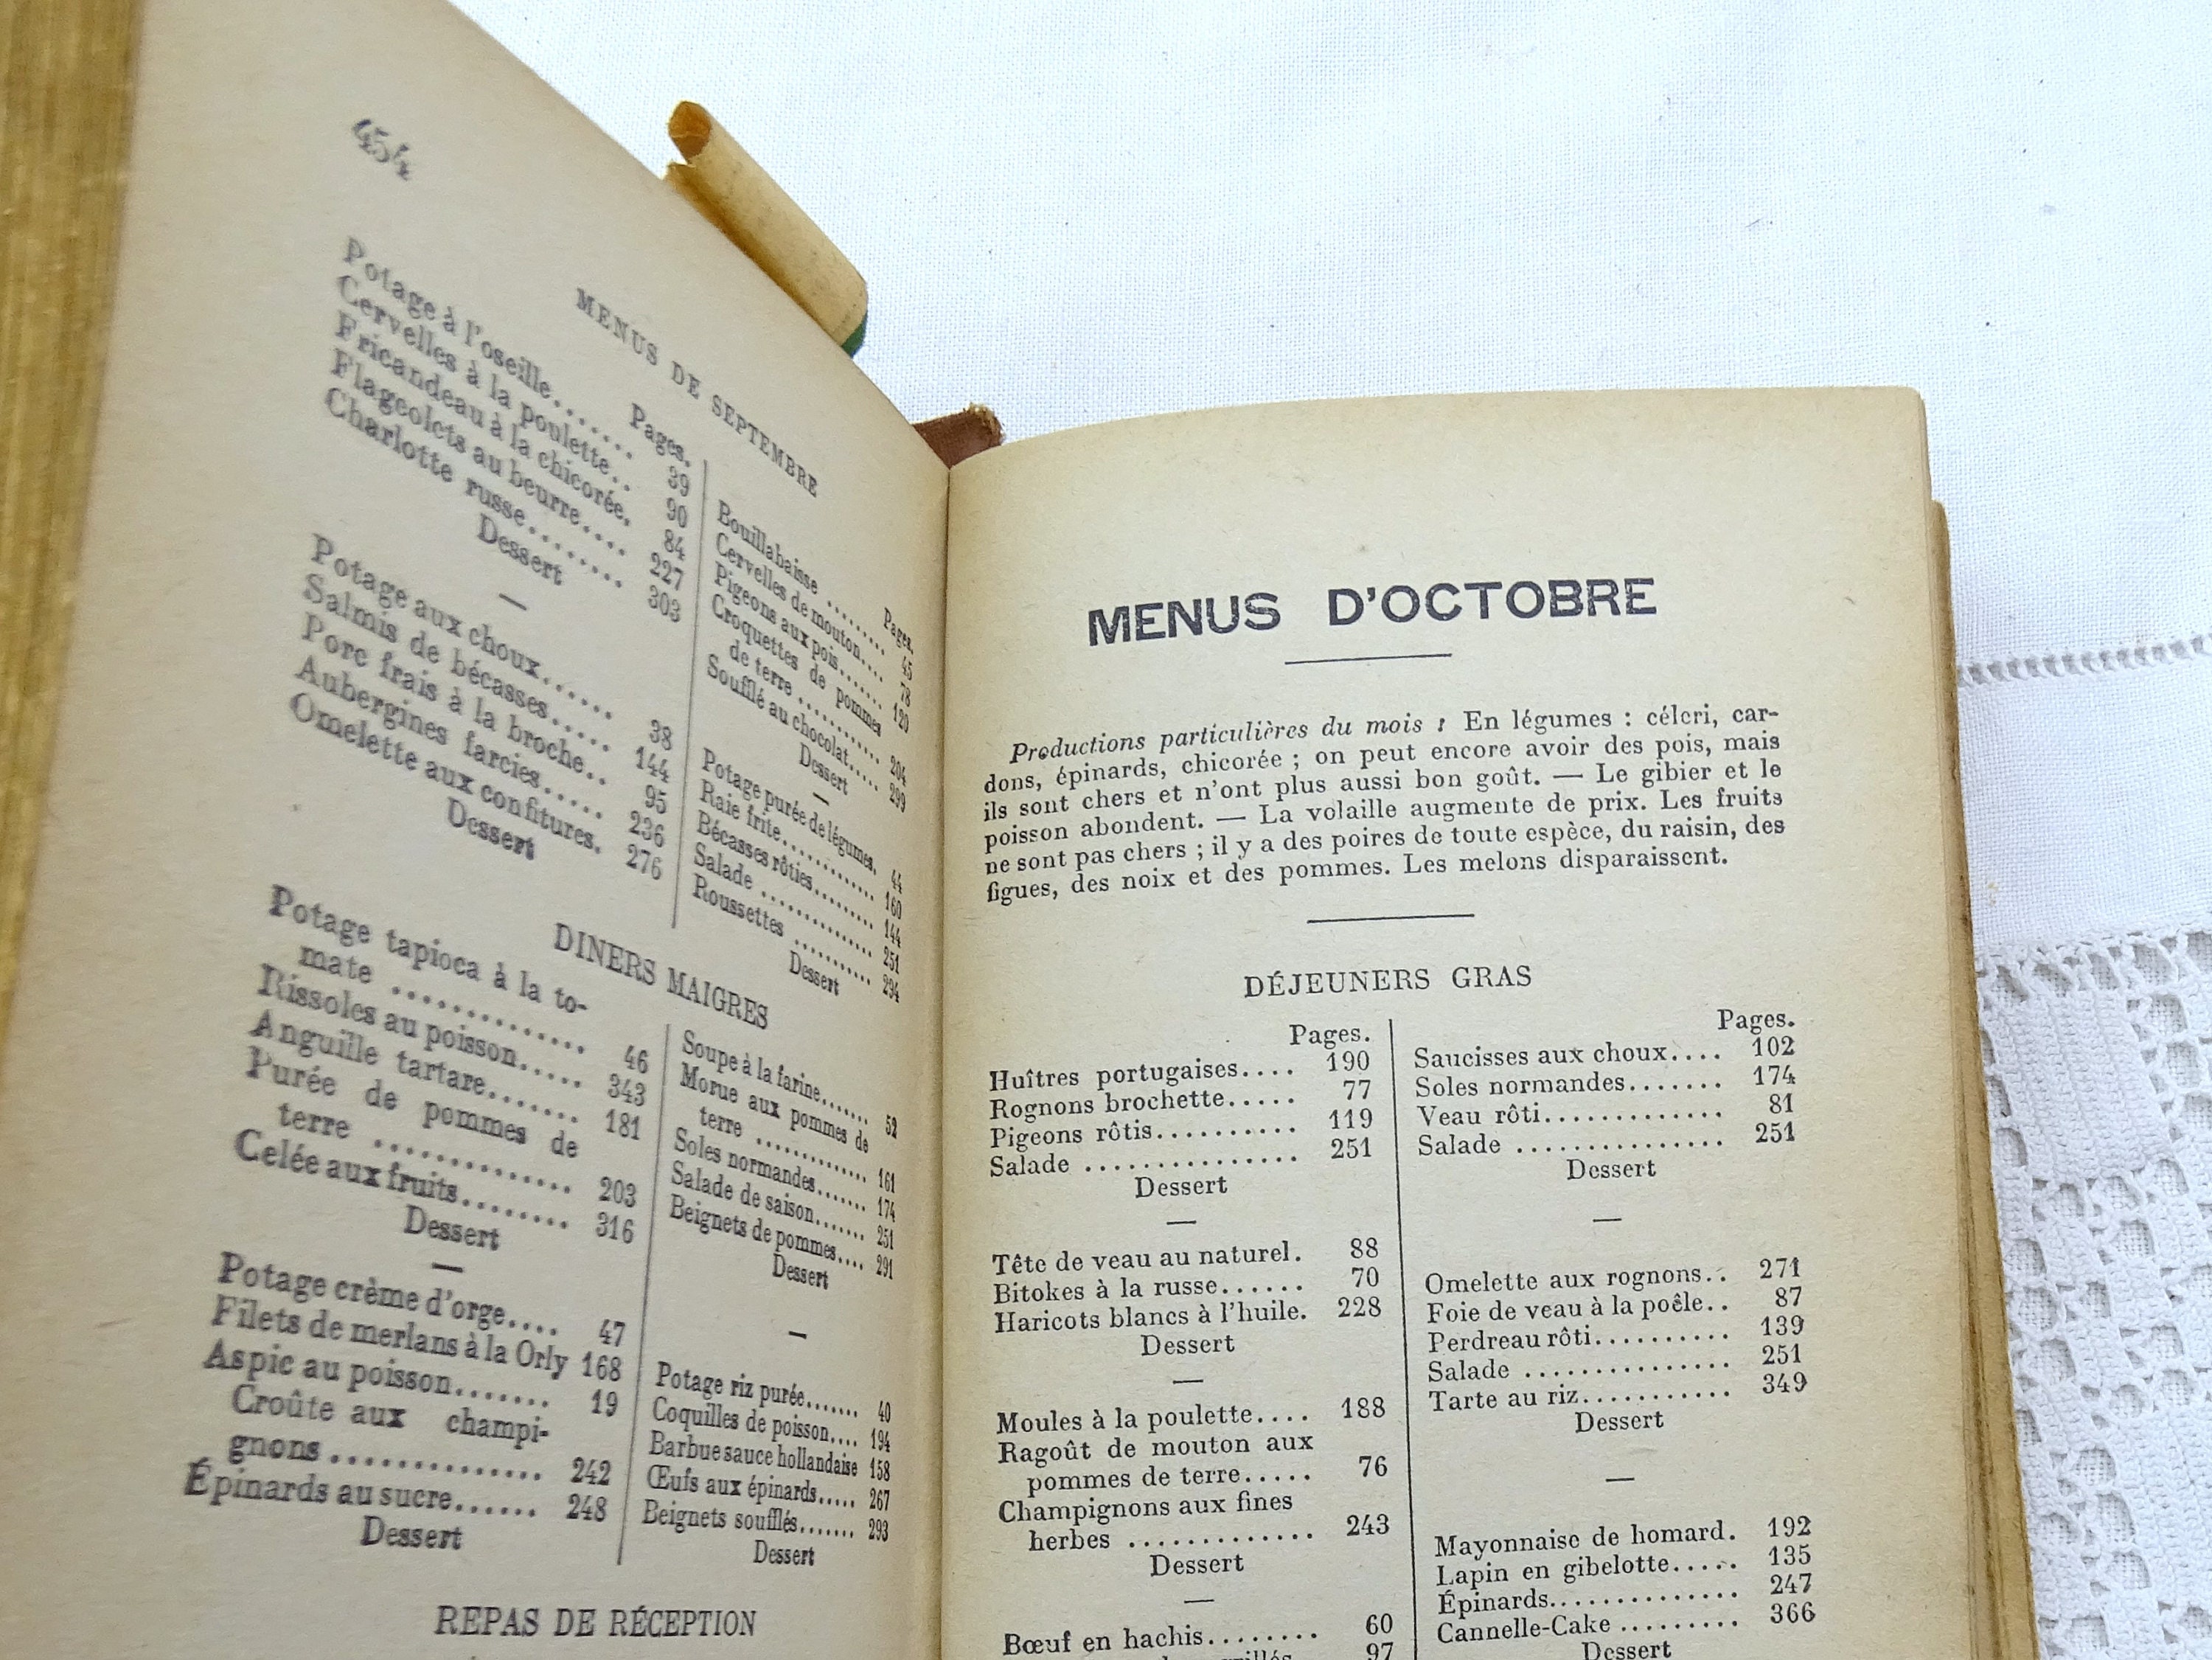 454
MENUS DE SEPTEMBRE
Pages.
Potage à l'oseille....... 39
Cervelles à la poulette.. 90
Fricandeau à la chicorée. 84
Flageolets au beurre.... 227
Charlotte russe........ 303
Dessert
—
Potage aux choux...... 38
Salmis de bécasses..... 144
Porc frais à la broche.. 95
Aubergines farcies..... 236
Omelette aux confitures. 276
Dessert
Pages.
Bouillabaisse ........ 45
Cervelles de mouton.... 78
Pigeons aux pois....... 120
Croquettes de pommes
de terre ............ 204
Soufflé au chocolat..... 299
Dessert
—
Potage purée de légumes. 44
Raie frite............. 160
Bécasses rôties........ 144
Salade ............... 251
Roussettes .......... 294
Dessert
DINERS MAIGRES
Potage tapioca à la to-
mate .............. 46
Rissoles au poisson..... 343
Anguille tartare....... 181
Purée de pommes de
terre .............. 203
Celée aux fruits........ 316
Dessert
—
Potage crème d'orge.... 47
Filets de merlans à la Orly 168
Aspic au poisson....... 19
Croûte aux champi-
gnons............... 242
Épinards au sucre...... 248
Dessert
Soupe à la farine....... 52
Morue aux pommes de
terre ............. 161
Soles normandes....... 174
Salade de saison....... 251
Beignets de pommes.... 291
Dessert
—
Potage riz purée....... 40
Coquilles de poisson.... 194
Barbue sauce hollandaise 158
Œufs aux épinards..... 267
Beignets soufflés....... 293
Dessert
REPAS DE RÉCEPTION
MENUS D'OCTOBRE
Productions particulières du mois : En légumes : céleri, car-
dons, épinards, chicorée ; on peut encore avoir des pois, mais
ils sont chers et n'ont plus aussi bon goût. — Le gibier et le
poisson abondent. — La volaille augmente de prix. Les fruits
ne sont pas chers ; il y a des poires de toute espèce, du raisin, des
figues, des noix et des pommes. Les melons disparaissent.
DÉJEUNERS GRAS
Pages.
Huîtres portugaises.... 190
Rognons brochette..... 77
Pigeons rôtis.......... 119
Salade ............... 251
Dessert
—
Tête de veau au naturel. 88
Bitokes à la russe...... 70
Haricots blancs à l'huile. 228
Dessert
—
Moules à la poulette.... 188
Ragoût de mouton aux
pommes de terre..... 76
Champignons aux fines
herbes ............. 243
Dessert
—
Bœuf en hachis........ 60
97
Pages.
Saucisses aux choux.... 102
Soles normandes....... 174
Veau rôti............. 81
Salade ............... 251
Dessert
—
Omelette aux rognons.. 271
Foie de veau à la poêle.. 87
Perdreau rôti.......... 139
Salade ............... 251
Tarte au riz........... 349
Dessert
—
Mayonnaise de homard. 192
Lapin en gibelotte..... 135
Épinards.............. 247
Cannelle-Cake ......... 366
Dessert